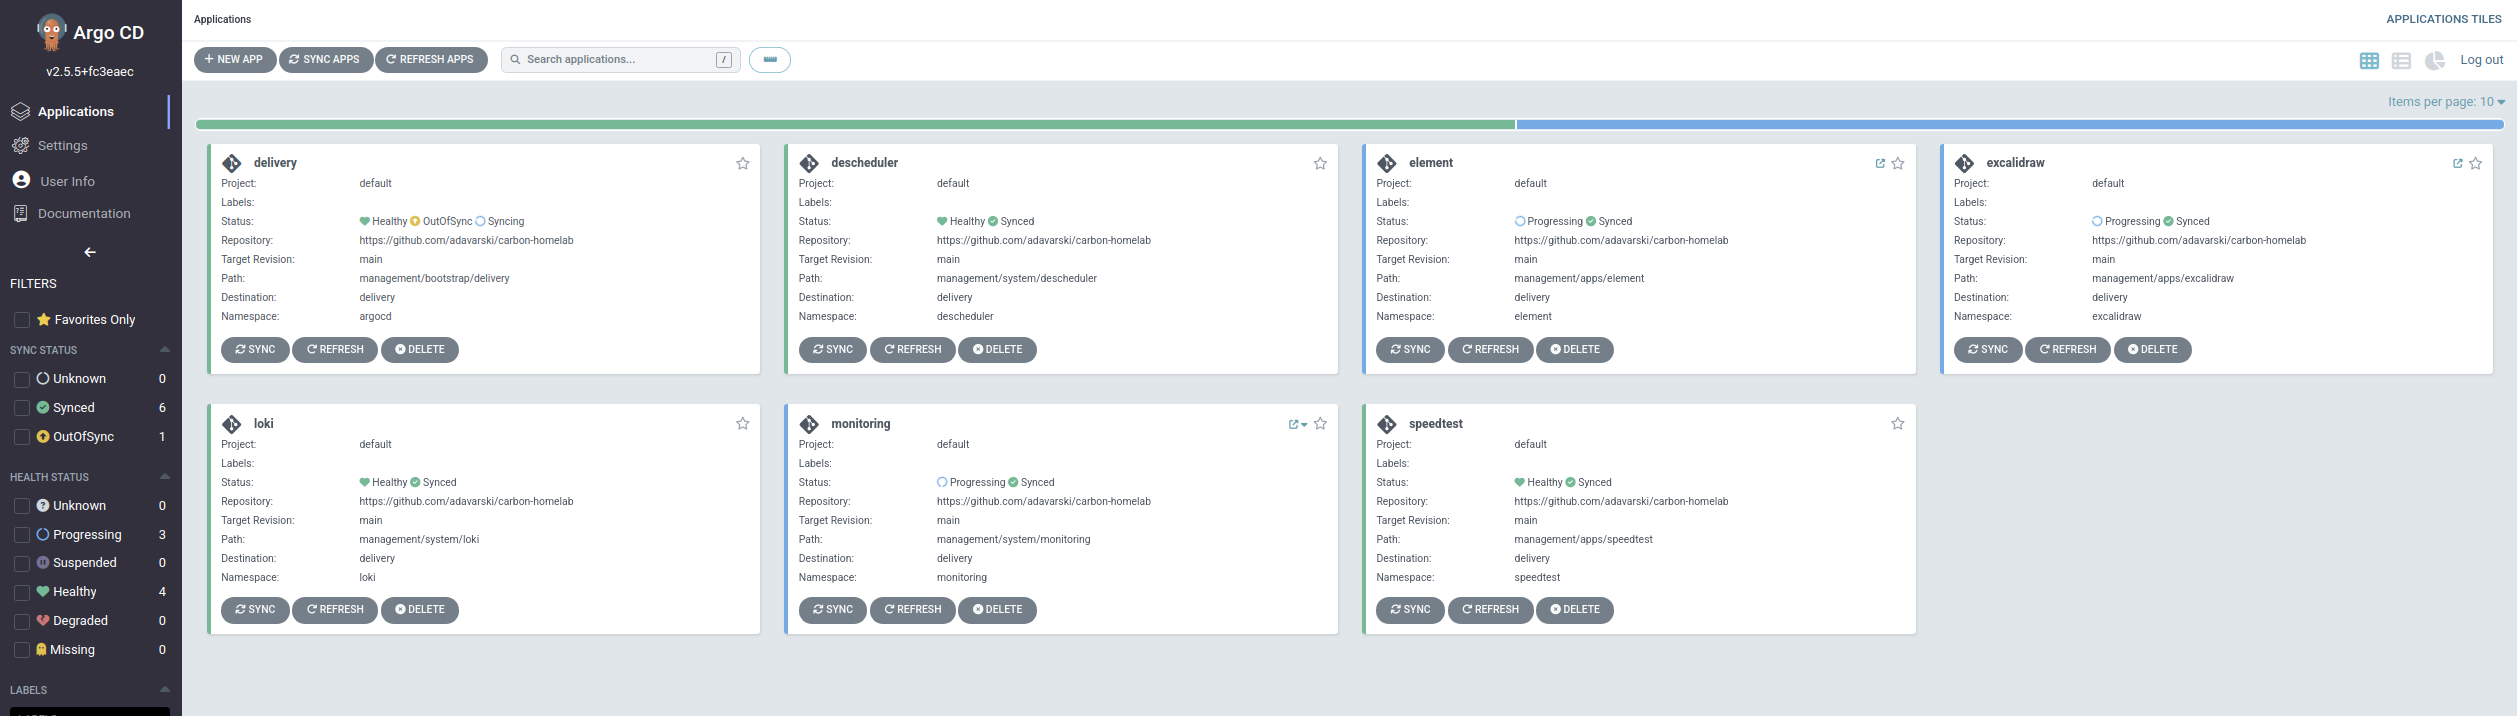 Argo CD
v2.5.5+fc3eaec
Applications
Settings
User Info
Documentation
FILTERS
Favorites Only
SYNC STATUS
Unknown 0
Synced 6
OutOfSync 1
HEALTH STATUS
Unknown 0
Progressing 3
Suspended 0
Healthy 4
Degraded 0
Missing 0
LABELS
Applications
APPLICATIONS TILES
NEW APP SYNC APPS REFRESH APPS Search applications... / Log out
Items per page: 10
delivery
Project: default
Labels:
Status: Healthy OutOfSync Syncing
Repository: https://github.com/adavarski/carbon-homelab
Target Revision: main
Path: management/bootstrap/delivery
Destination: delivery
Namespace: argocd
SYNC REFRESH DELETE
descheduler
Project: default
Labels:
Status: Healthy Synced
Repository: https://github.com/adavarski/carbon-homelab
Target Revision: main
Path: management/system/descheduler
Destination: delivery
Namespace: descheduler
SYNC REFRESH DELETE
element
Project: default
Labels:
Status: Progressing Synced
Repository: https://github.com/adavarski/carbon-homelab
Target Revision: main
Path: management/apps/element
Destination: delivery
Namespace: element
SYNC REFRESH DELETE
excalidraw
Project: default
Labels:
Status: Progressing Synced
Repository: https://github.com/adavarski/carbon-homelab
Target Revision: main
Path: management/apps/excalidraw
Destination: delivery
Namespace: excalidraw
SYNC REFRESH DELETE
loki
Project: default
Labels:
Status: Healthy Synced
Repository: https://github.com/adavarski/carbon-homelab
Target Revision: main
Path: management/system/loki
Destination: delivery
Namespace: loki
SYNC REFRESH DELETE
monitoring
Project: default
Labels:
Status: Progressing Synced
Repository: https://github.com/adavarski/carbon-homelab
Target Revision: main
Path: management/system/monitoring
Destination: delivery
Namespace: monitoring
SYNC REFRESH DELETE
speedtest
Project: default
Labels:
Status: Healthy Synced
Repository: https://github.com/adavarski/carbon-homelab
Target Revision: main
Path: management/apps/speedtest
Destination: delivery
Namespace: speedtest
SYNC REFRESH DELETE